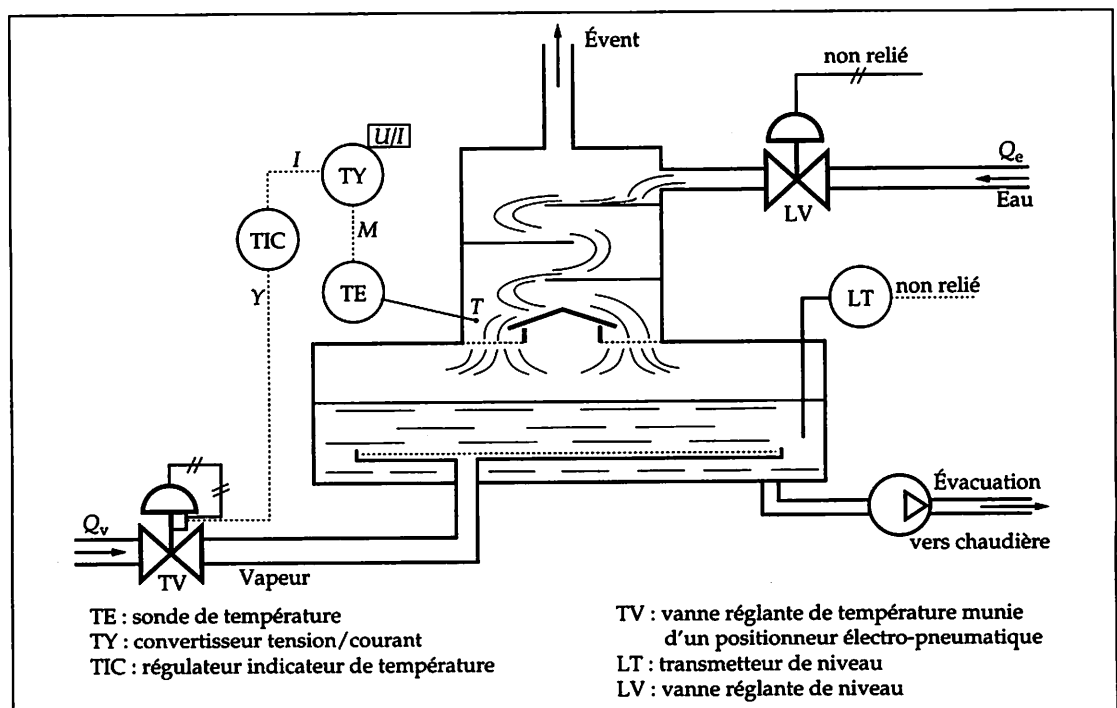 Évent
non relié
U/I
I
TY
Q_e
LV
Eau
M
TIC
TE
T
Y
LT
non relié
Évacuation
Q_v
vers chaudière
TV
Vapeur
TE : sonde de température
TY : convertisseur tension/courant
TIC : régulateur indicateur de température
TV : vanne réglante de température munie
d'un positionneur électro-pneumatique
LT : transmetteur de niveau
LV : vanne réglante de niveau